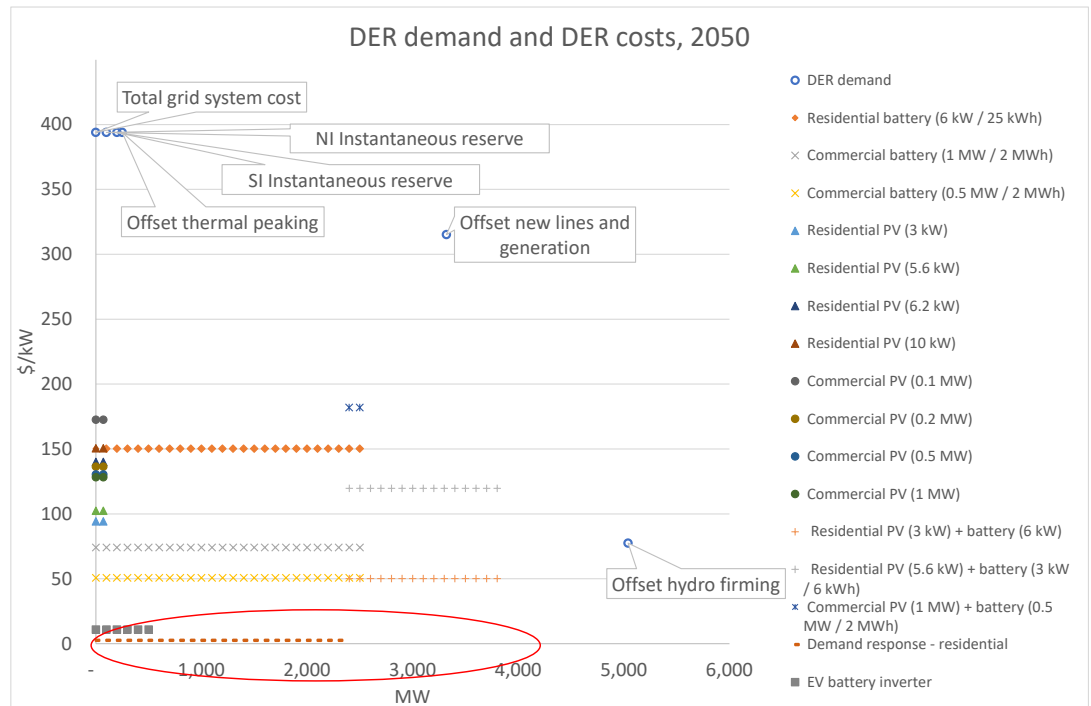 DER demand and DER costs, 2050
Total grid system cost
NI Instantaneous reserve
SI Instantaneous reserve
Offset thermal peaking
Offset new lines and
generation
Offset hydro firming
$/kW
400
350
300
250
200
150
100
50
0
-
1,000
2,000
3,000
4,000
5,000
6,000
MW
DER demand
Residential battery (6 kW / 25 kWh)
Commercial battery (1 MW / 2 MWh)
Commercial battery (0.5 MW / 2 MWh)
Residential PV (3 kW)
Residential PV (5.6 kW)
Residential PV (6.2 kW)
Residential PV (10 kW)
Commercial PV (0.1 MW)
Commercial PV (0.2 MW)
Commercial PV (0.5 MW)
Commercial PV (1 MW)
Residential PV (3 kW) + battery (6 kW)
Residential PV (5.6 kW) + battery (3 kW
/ 6 kWh)
Commercial PV (1 MW) + battery (0.5
MW / 2 MWh)
Demand response - residential
EV battery inverter